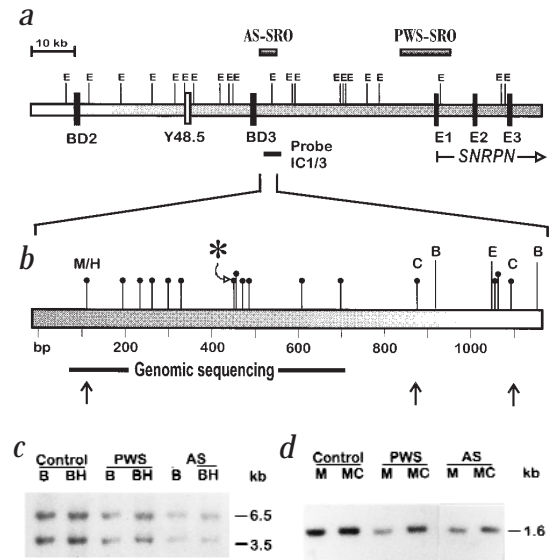 a
AS-SRO PWS-SRO
10 kb
E E E E E E E E E E E E E E E E E E E E E
BD2 Y48.5 BD3 E1 E2 E3
Probe IC1/3
SNRPN
b
*
M/H C B E C B
bp 200 400 600 800 1000
Genomic sequencing
c
Control PWS AS
B BH B BH B BH kb
6.5
3.5
d
Control PWS AS
M MC M MC M MC kb
1.6